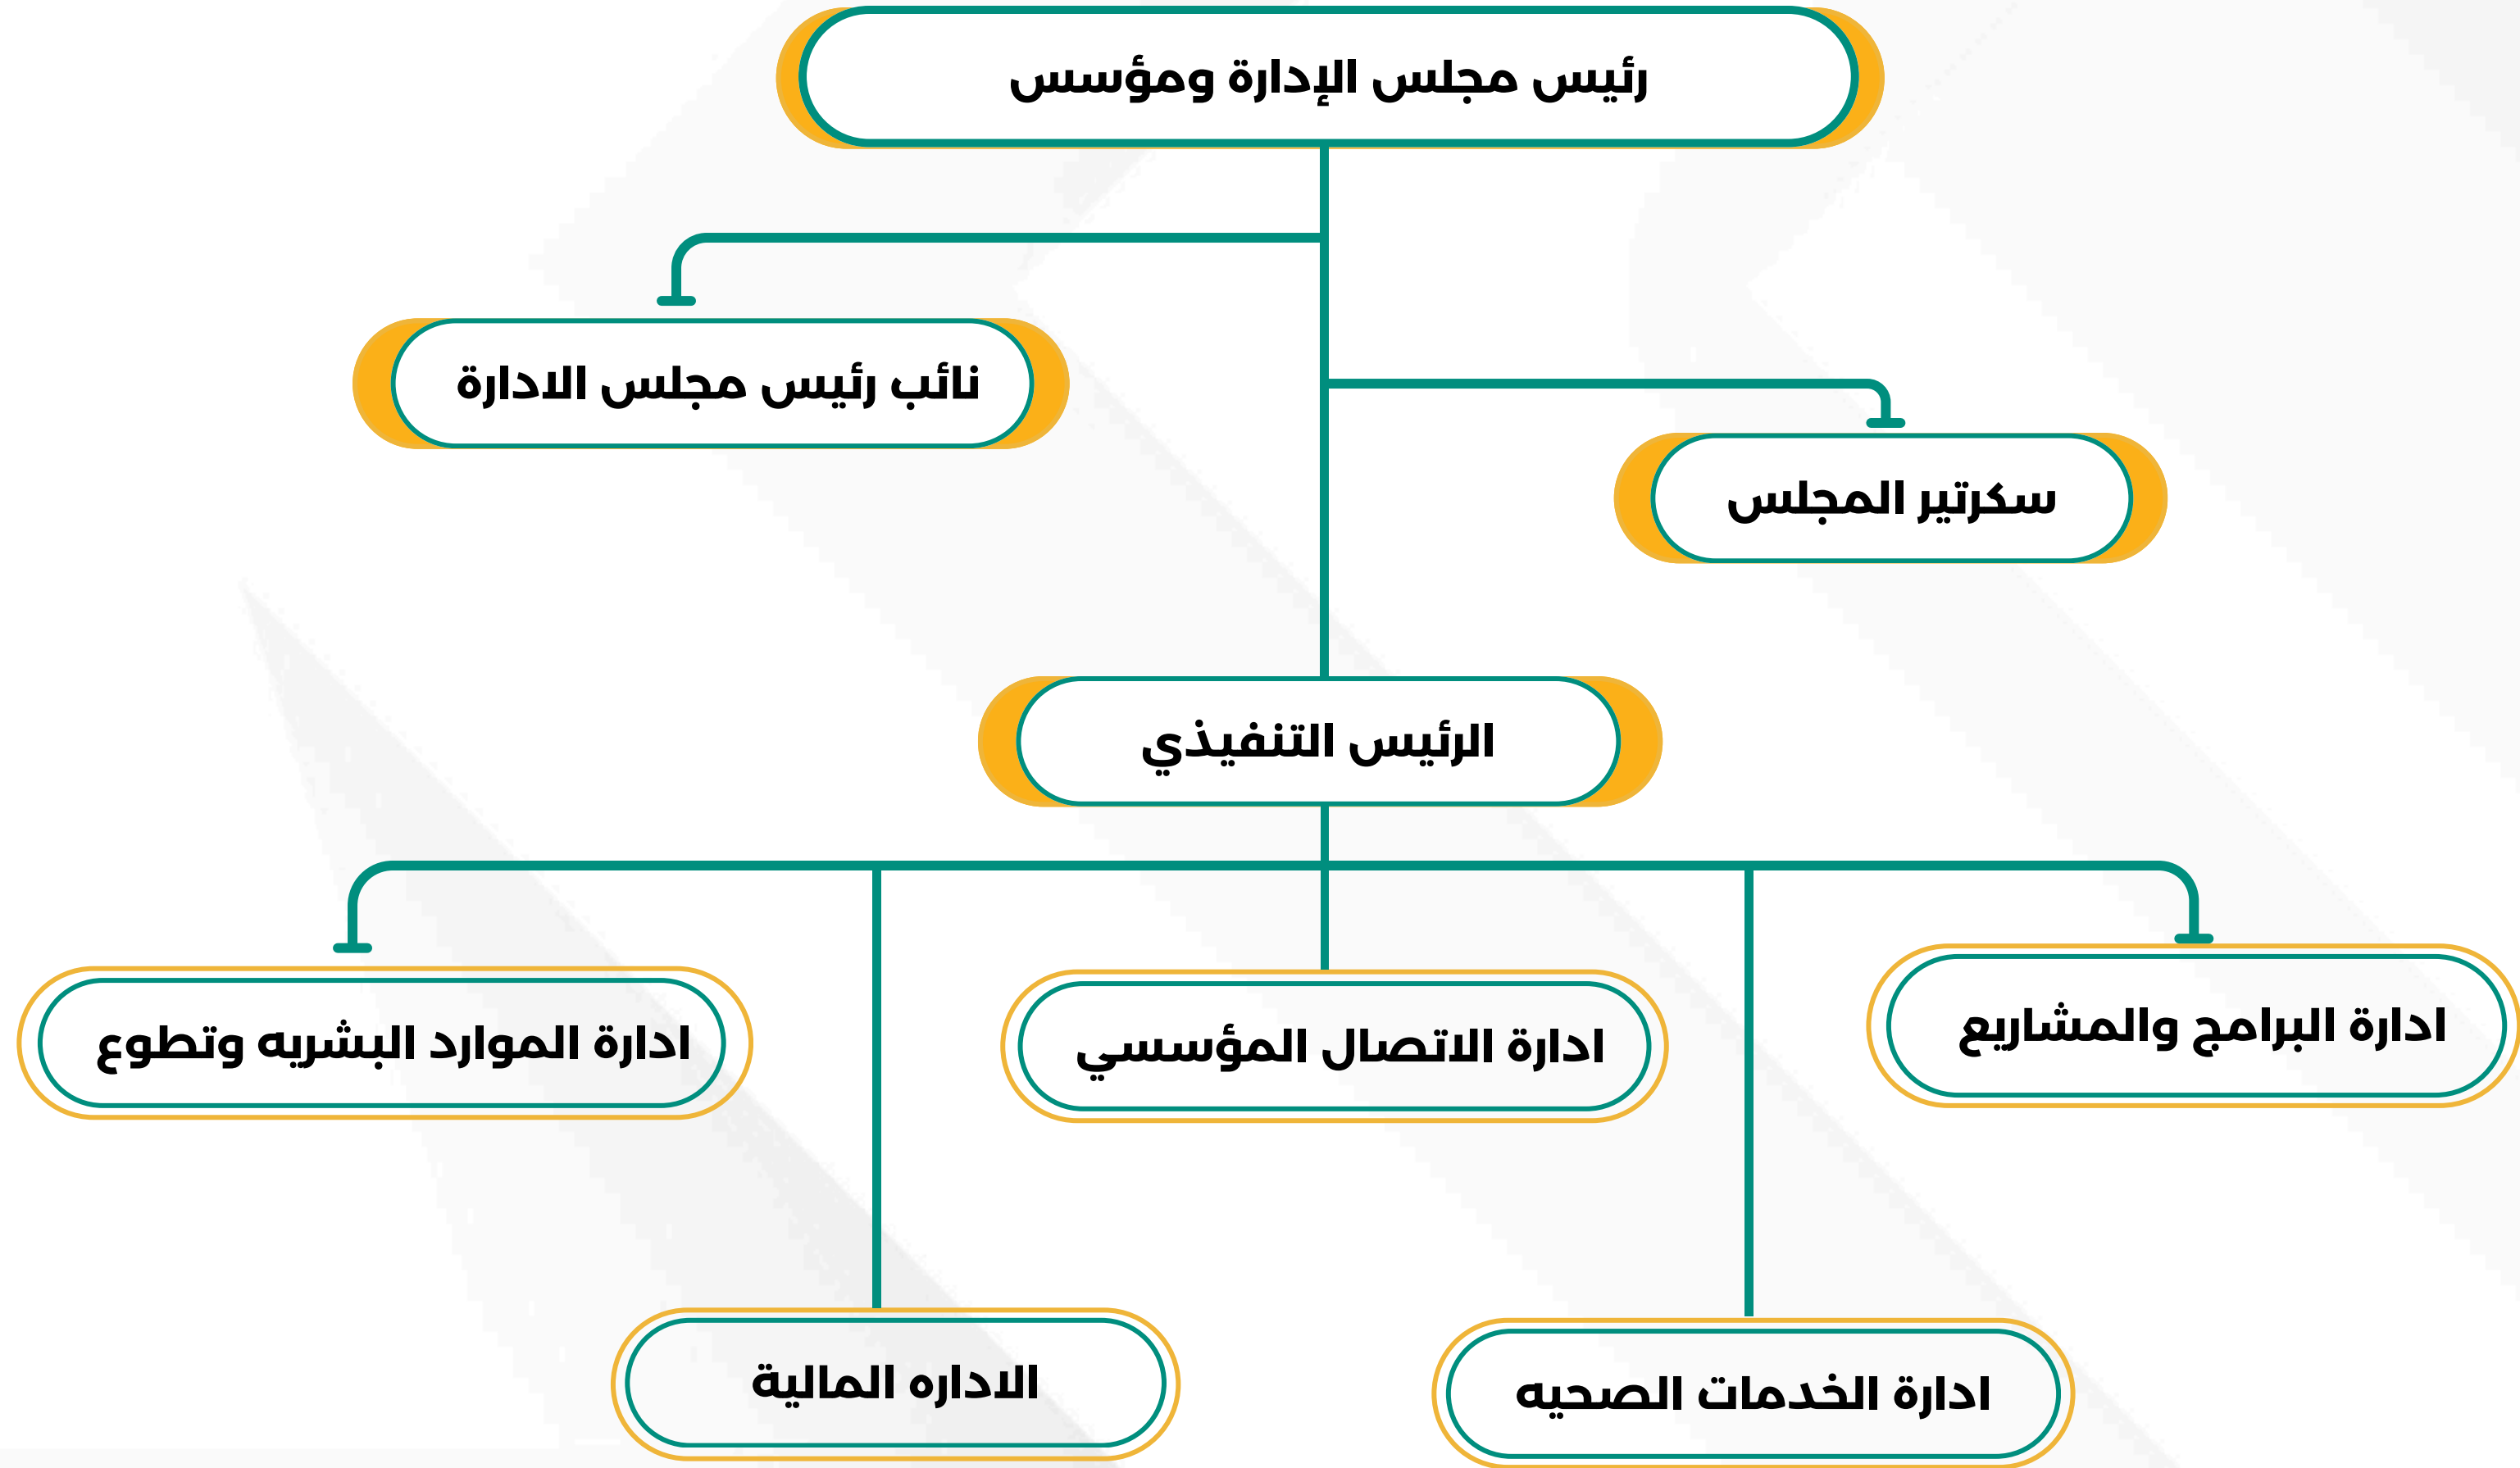 رئيس مجلس الإدارة ومؤسس
نائب رئيس مجلس الادارة
سكرتير المجلس
الرئيس التنفيذي
ادارة البرامج والمشاريع
ادارة الاتصال المؤسسي
ادارة الموارد البشريه وتطوع
ادارة الخدمات الصحيه
الاداره المالية